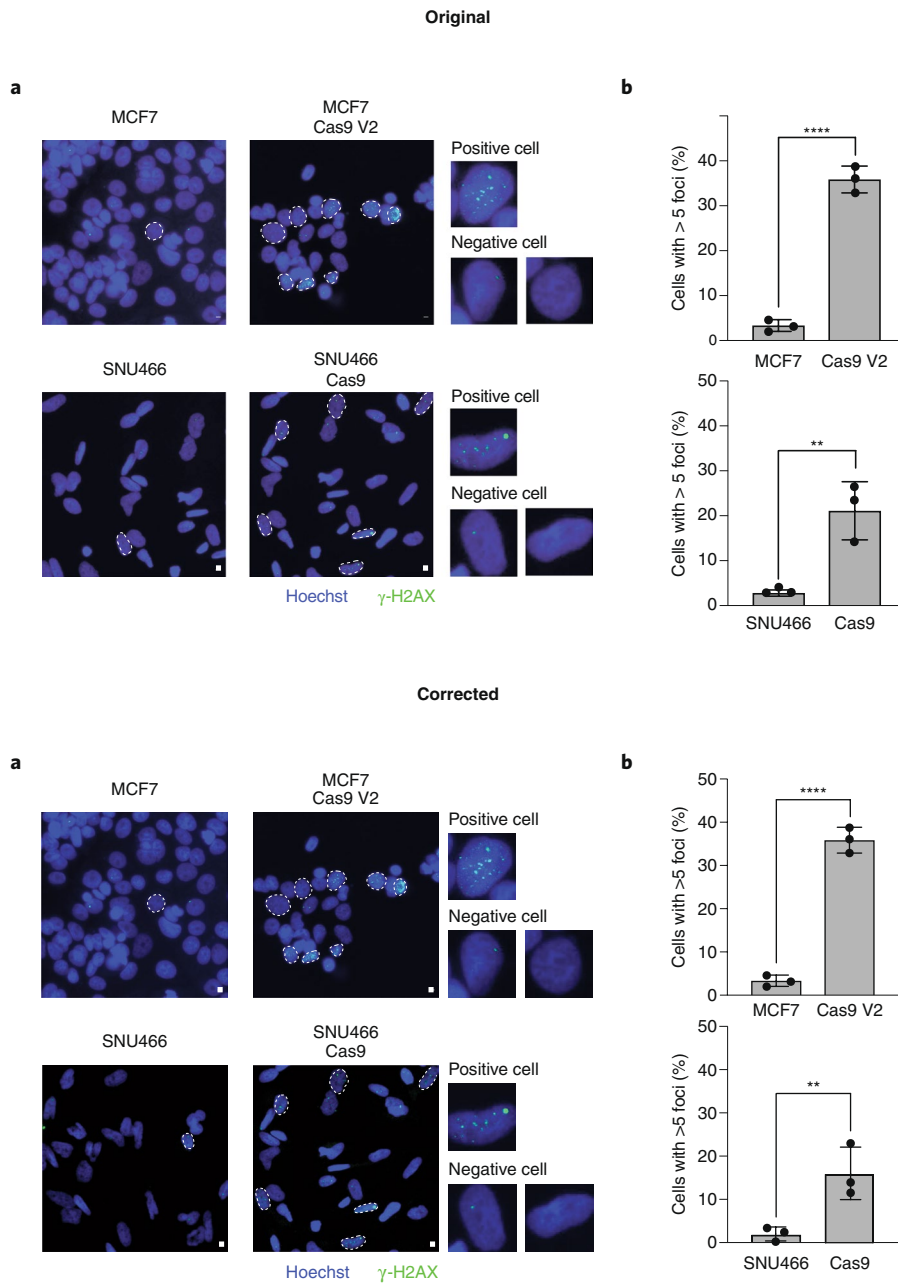 Original
a
MCF7
MCF7
Cas9 V2
Positive cell
Negative cell
SNU466
SNU466
Cas9
Positive cell
Negative cell
Hoechst γ-H2AX
b
Cells with > 5 foci (%)
40
30
20
10
0
****
MCF7 Cas9 V2
Cells with > 5 foci (%)
50
40
30
20
10
0
**
SNU466 Cas9
Corrected
a
MCF7
MCF7
Cas9 V2
Positive cell
Negative cell
SNU466
SNU466
Cas9
Positive cell
Negative cell
Hoechst γ-H2AX
b
Cells with >5 foci (%)
50
40
30
20
10
0
****
MCF7 Cas9 V2
Cells with >5 foci (%)
50
40
30
20
10
0
**
SNU466 Cas9